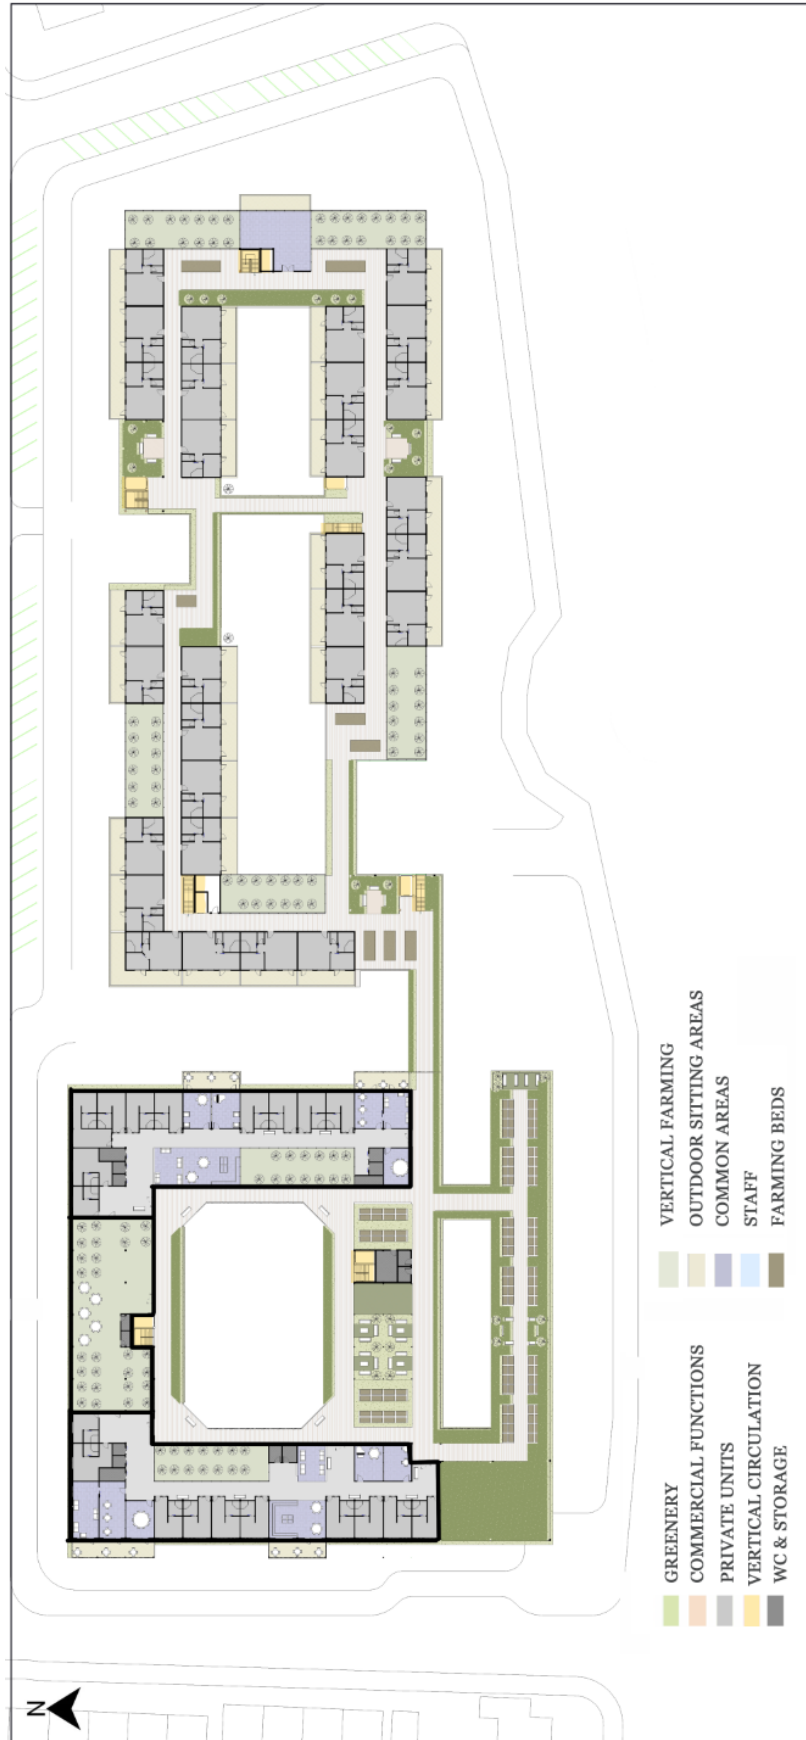 GREENERY
COMMERCIAL FUNCTIONS
PRIVATE UNITS
VERTICAL CIRCULATION
WC & STORAGE
VERTICAL FARMING
OUTDOOR SITTING AREAS
COMMON AREAS
STAFF
FARMING BEDS
N